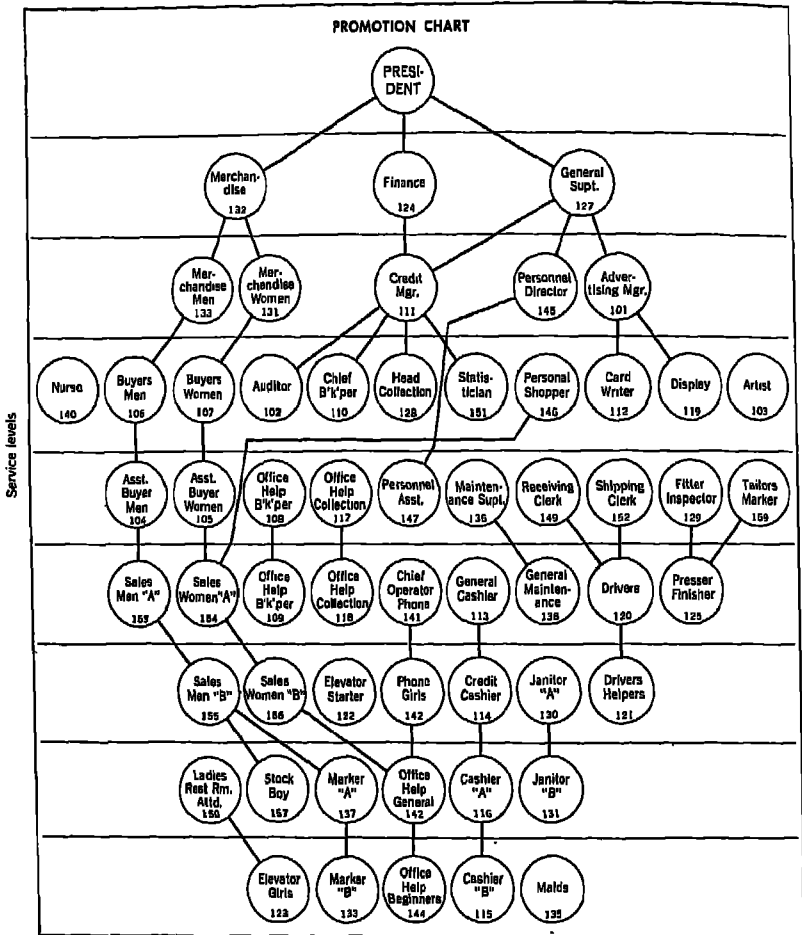 PROMOTION CHART
PRESI-
DENT
Merchan-
dise
132
Finance
124
General
Supt.
127
Mer-
chandise
Men
133
Mer-
chandise
Women
131
Credit
Mgr.
111
Personnel
Director
145
Adver-
tising Mgr.
101
Service levels
Nurse
140
Buyers
Men
106
Buyers
Women
107
Auditor
102
Chief
B'k'per
110
Head
Collection
128
Statis-
tician
151
Personal
Shopper
146
Card
Writer
112
Display
119
Artist
103
Asst.
Buyer
Men
104
Asst.
Buyer
Women
105
Office
Help
B'k'per
108
Office
Help
Collection
117
Personnel
Asst.
147
Mainten-
ance Supt.
136
Receiving
Clerk
149
Shipping
Clerk
152
Fitter
Inspector
129
Tailors
Marker
159
Sales
Men "A"
153
Sales
Women "A"
154
Office
Help
B'k'per
109
Office
Help
Collection
118
Chief
Operator
Phone
141
General
Cashier
113
General
Mainten-
ance
136
Drivers
120
Presser
Finisher
125
Sales
Men "B"
155
Sales
Women "B"
156
Elevator
Starter
122
Phone
Girls
142
Credit
Cashier
114
Janitor
"A"
130
Drivers
Helpers
121
Ladies
Rest Rm.
Attd.
150
Stock
Boy
157
Marker
"A"
137
Office
Help
General
142
Cashier
"A"
116
Janitor
"B"
131
Elevator
Girls
123
Marker
"B"
133
Office
Help
Beginners
144
Cashier
"B"
115
Maids
135